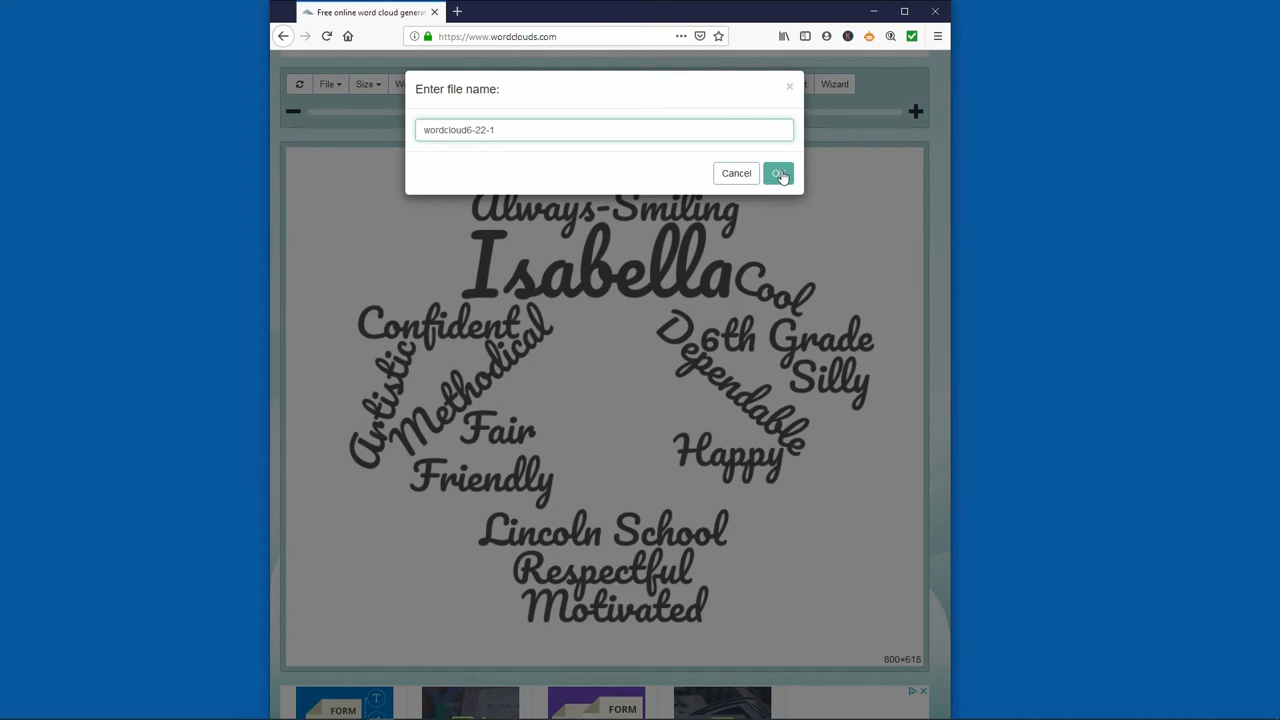 Free online word cloud genera
https://www.wordclouds.com
File
Size
Wizard
Enter file name:
wordcloud6-22-1
Cancel
Always-Smiling
Isabella
Cool
Confident
6th Grade
Artistic
Methodical
Dependable
Silly
Fair
Happy
Friendly
Lincoln School
Respectful
Motivated
800×618
FORM
FORM